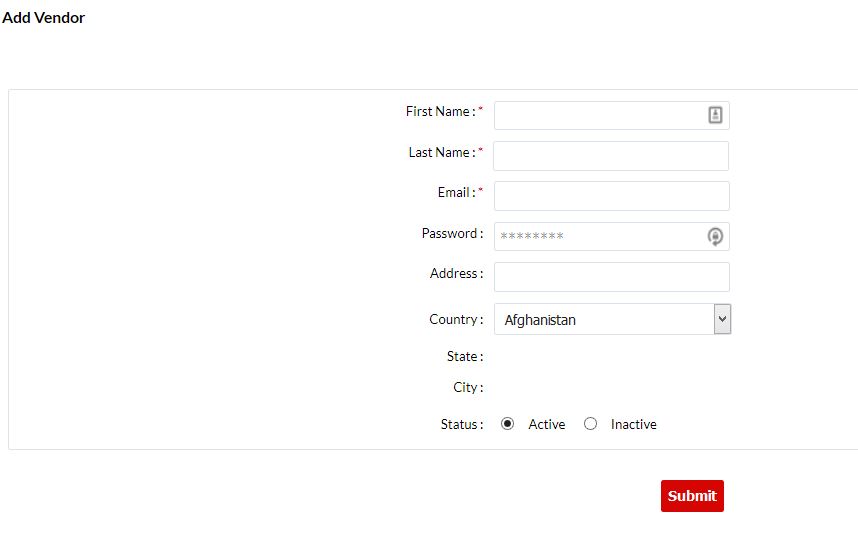 Add Vendor
First Name : *
Last Name : *
Email : *
Password : ********
Address :
Country : Afghanistan
State :
City :
Status : Active Inactive
Submit